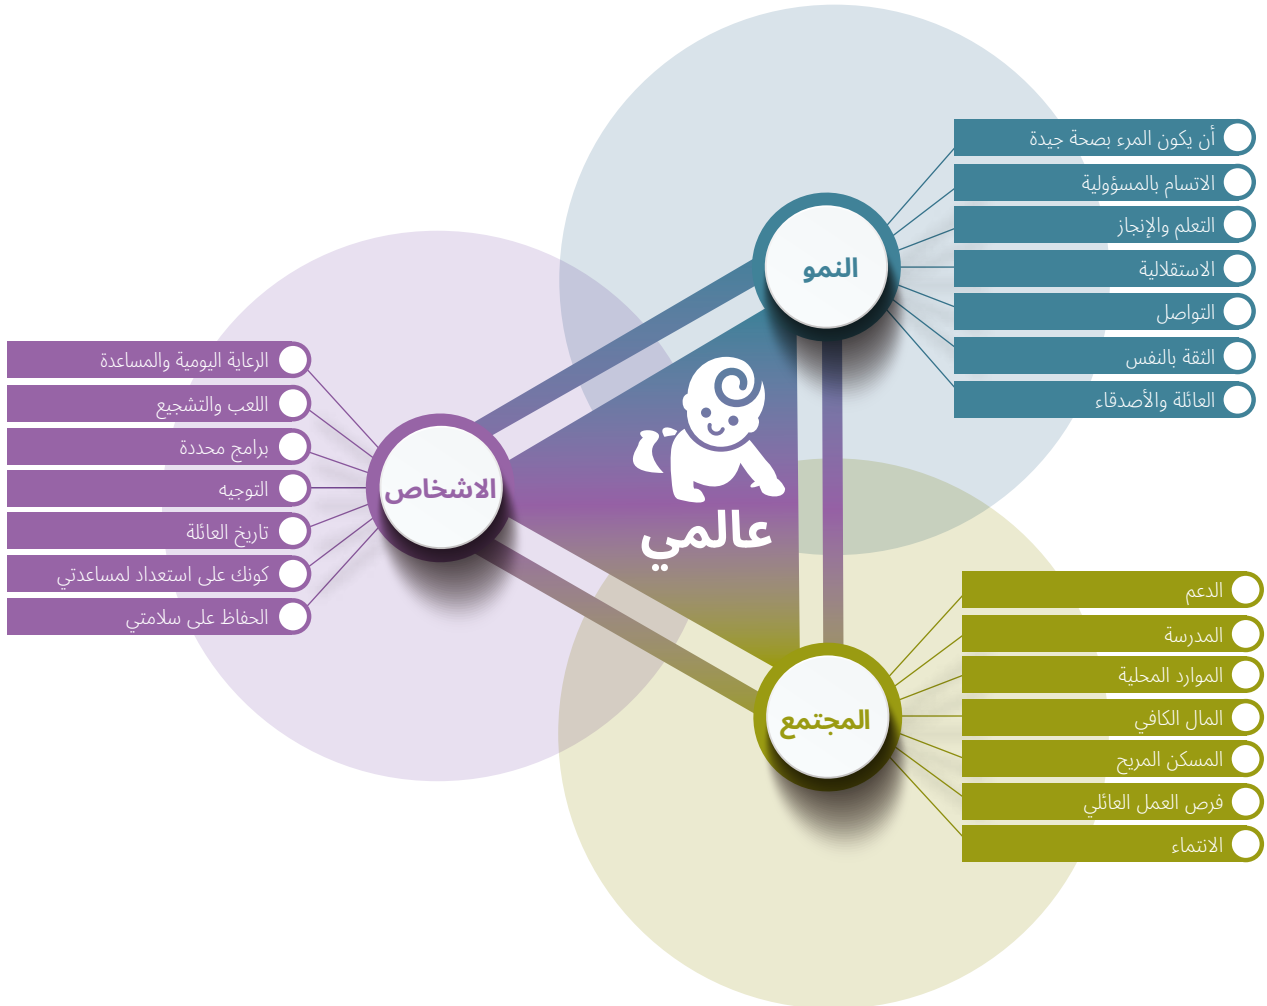 النمو
أن يكون المرء بصحة جيدة
الاتسام بالمسؤولية
التعلم والإنجاز
الاستقلالية
التواصل
الثقة بالنفس
العائلة والأصدقاء
الاشخاص
الرعاية اليومية والمساعدة
اللعب والتشجيع
برامج محددة
التوجيه
تاريخ العائلة
كونك على استعداد لمساعدتي
الحفاظ على سلامتي
عالمي
المجتمع
الدعم
المدرسة
الموارد المحلية
المال الكافي
المسكن المريح
فرص العمل العائلي
الانتماء